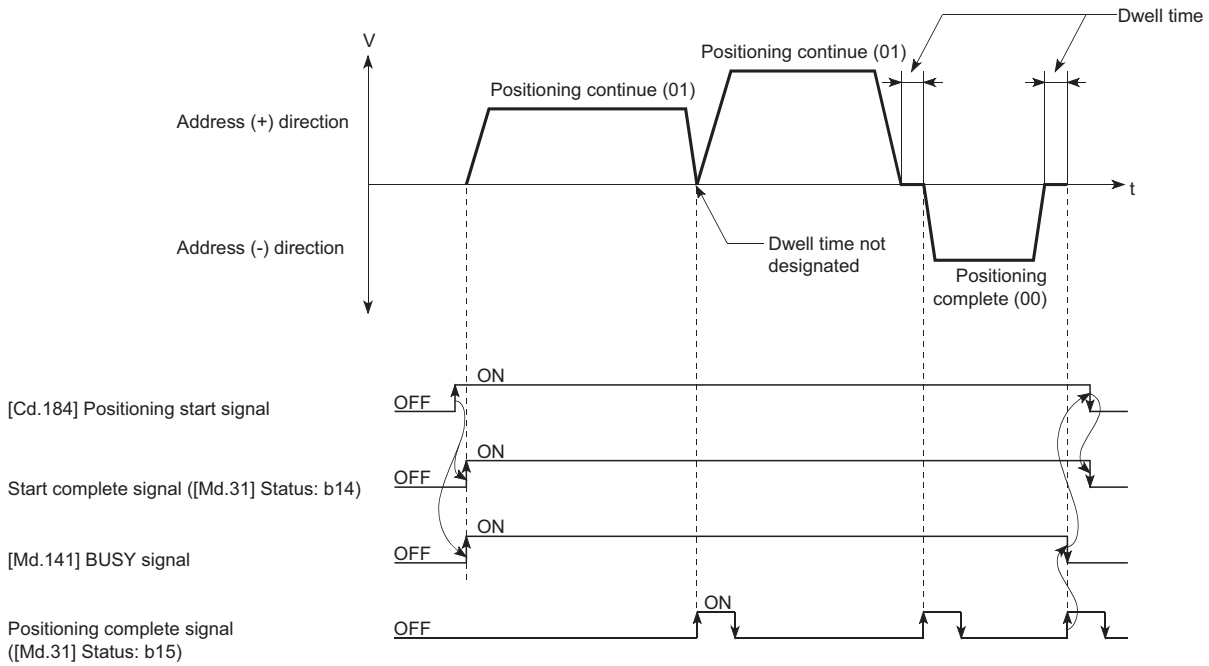 Dwell time
V
Positioning continue (01)
Positioning continue (01)
Address (+) direction
t
Address (-) direction
Dwell time not
designated
Positioning
complete (00)
ON
[Cd.184] Positioning start signal
OFF
ON
Start complete signal ([Md.31] Status: b14)
OFF
ON
[Md.141] BUSY signal
OFF
ON
Positioning complete signal
([Md.31] Status: b15)
OFF